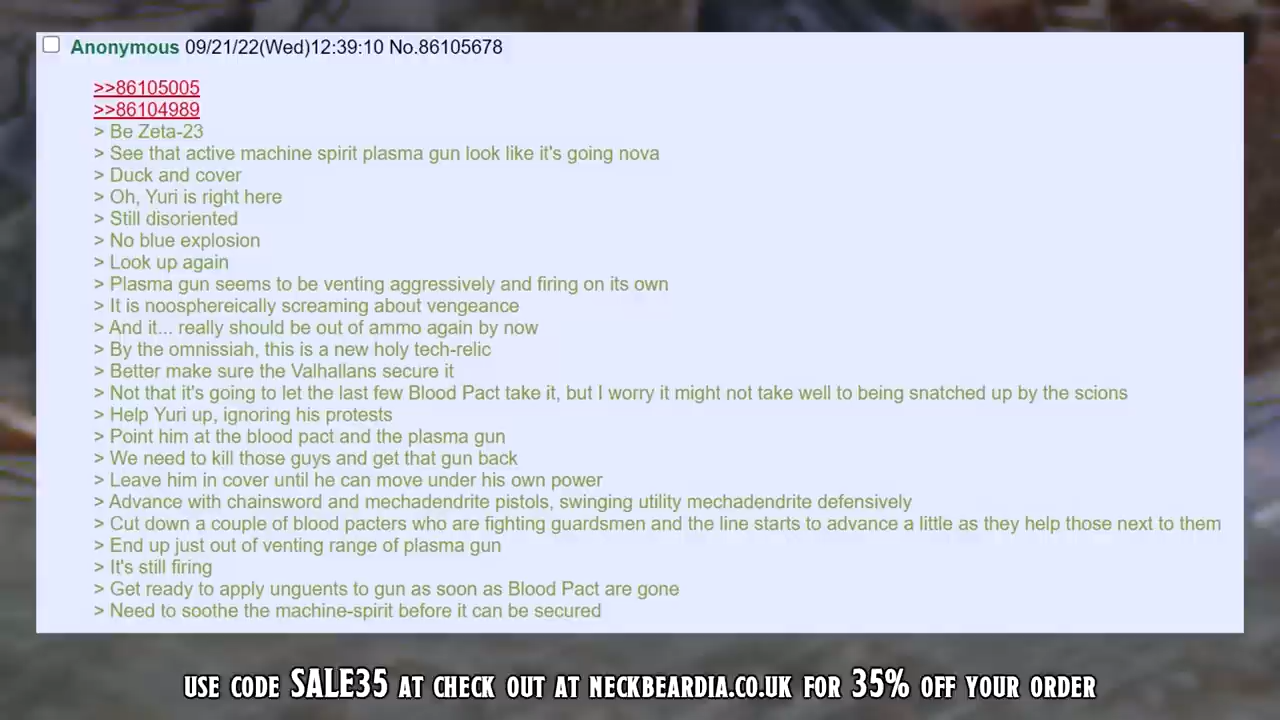 Anonymous 09/21/22(Wed)12:39:10 No.86105678
>>86105005
>>86104989
> Be Zeta-23
> See that active machine spirit plasma gun look like it's going nova
> Duck and cover
> Oh, Yuri is right here
> Still disoriented
> No blue explosion
> Look up again
> Plasma gun seems to be venting aggressively and firing on its own
> It is noosphereically screaming about vengeance
> And it... really should be out of ammo again by now
> By the omnissiah, this is a new holy tech-relic
> Better make sure the Valhallans secure it
> Not that it's going to let the last few Blood Pact take it, but I worry it might not take well to being snatched up by the scions
> Help Yuri up, ignoring his protests
> Point him at the blood pact and the plasma gun
> We need to kill those guys and get that gun back
> Leave him in cover until he can move under his own power
> Advance with chainsword and mechadendrite pistols, swinging utility mechadendrite defensively
> Cut down a couple of blood pacters who are fighting guardsmen and the line starts to advance a little as they help those next to them
> End up just out of venting range of plasma gun
> It's still firing
> Get ready to apply unguents to gun as soon as Blood Pact are gone
> Need to soothe the machine-spirit before it can be secured
USE CODE SALE35 AT CHECK OUT AT NECKBEARDIA.CO.UK FOR 35% OFF YOUR ORDER